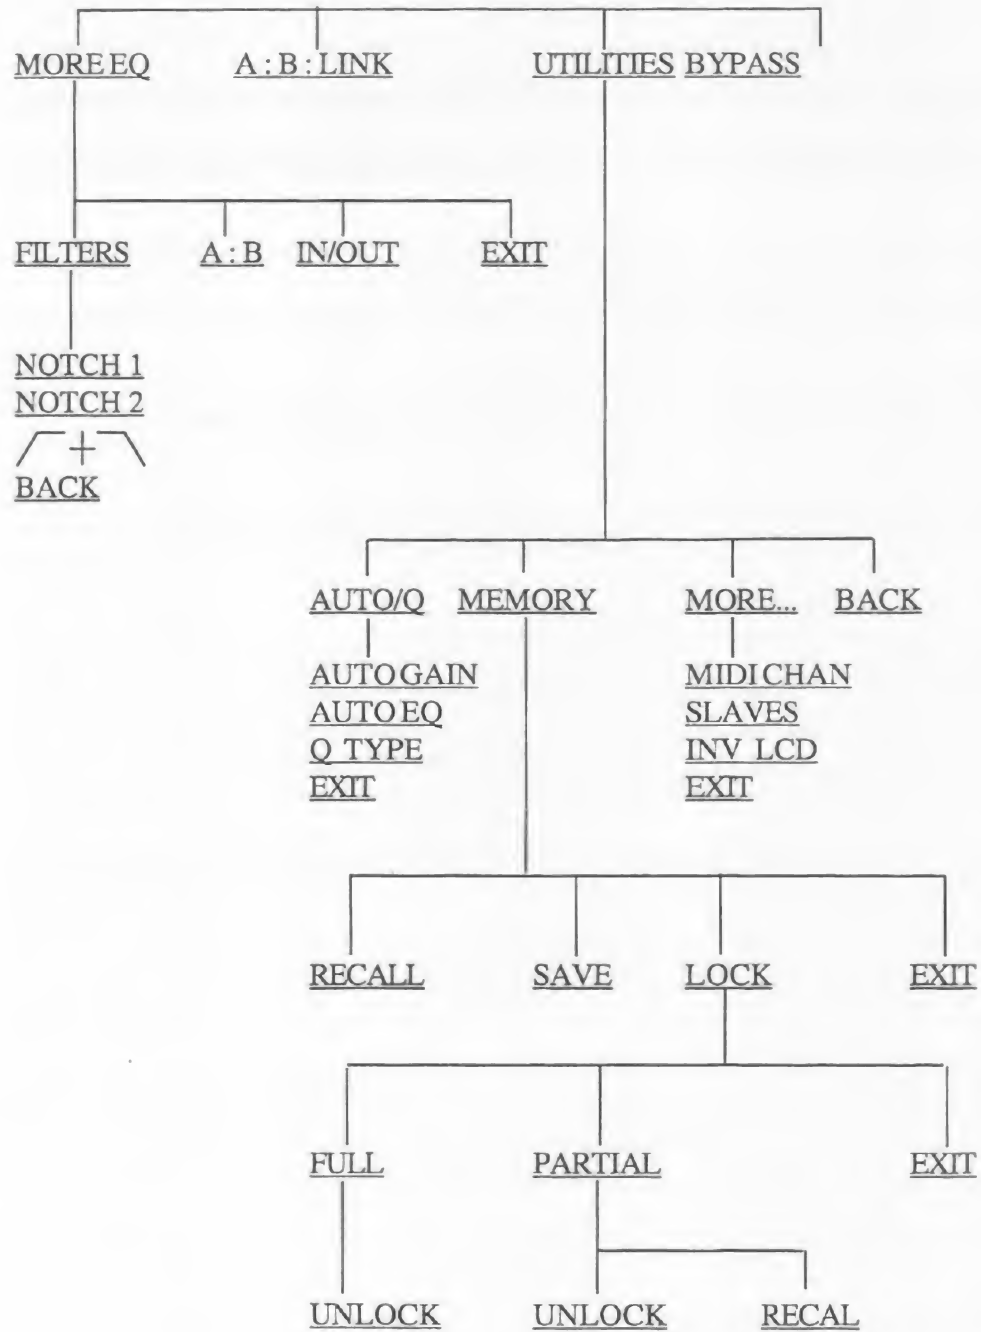 MORE EQ A : B : LINK UTILITIES BYPASS
FILTERS A : B IN/OUT EXIT
NOTCH 1
NOTCH 2
BACK
AUTO/Q MEMORY MORE... BACK
AUTO GAIN MIDI CHAN
AUTO EQ SLAVES
Q TYPE INV LCD
EXIT EXIT
RECALL SAVE LOCK EXIT
FULL PARTIAL EXIT
UNLOCK UNLOCK RECAL